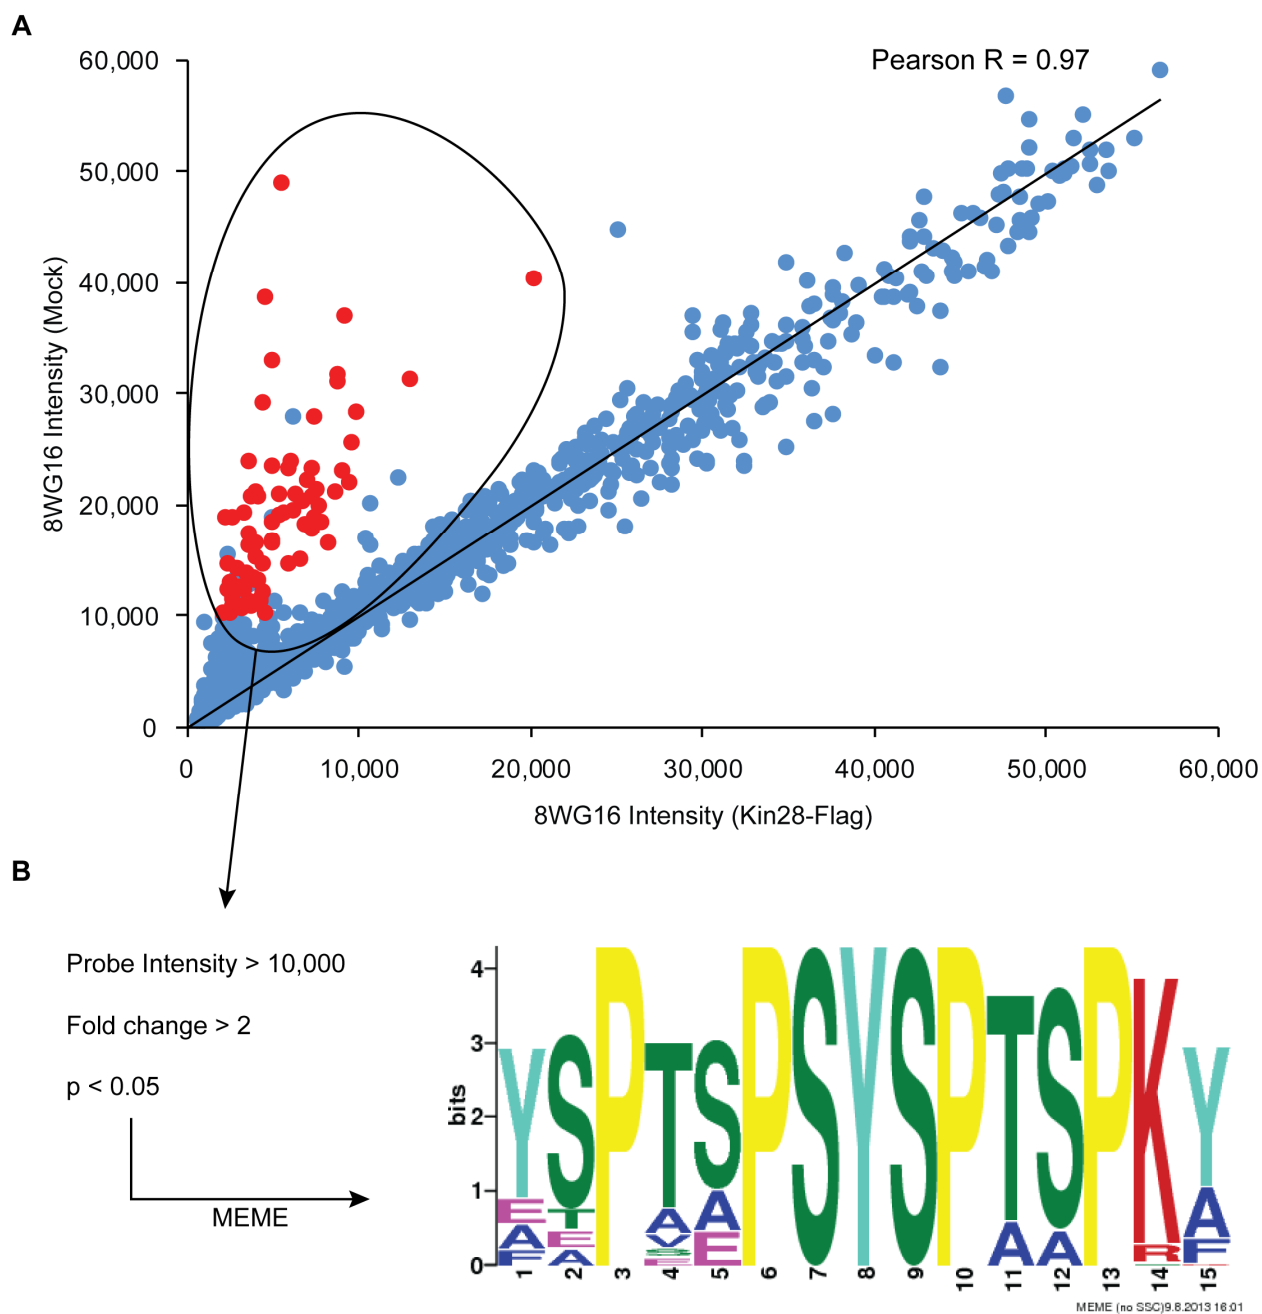 A
Pearson R = 0.97
60,000
50,000
40,000
30,000
20,000
10,000
0
8WG16 Intensity (Mock)
0 10,000 20,000 30,000 40,000 50,000 60,000
8WG16 Intensity (Kin28-Flag)
B
Probe Intensity > 10,000
Fold change > 2
p < 0.05
MEME
bits
4
3
2
1
0
Y S P T S P S Y S P T S P K Y
E T A A A A R A
A E V E F
F A S
E
1 2 3 4 5 6 7 8 9 10 11 12 13 14 15
MEME (no SSC)9.8.2013 16:01